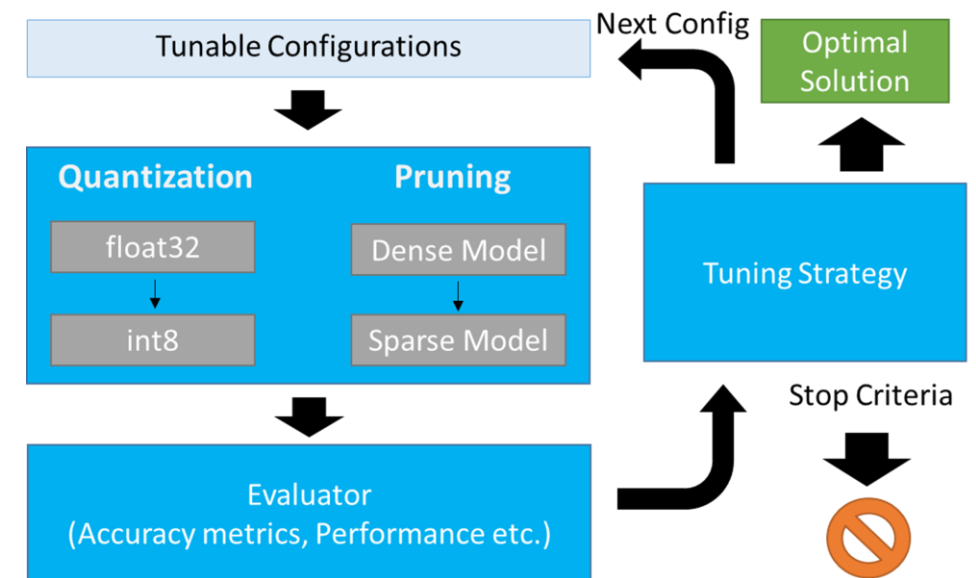 Tunable Configurations
Next Config
Optimal
Solution
Quantization
Pruning
float32
Dense Model
int8
Sparse Model
Tuning Strategy
Stop Criteria
Evaluator
(Accuracy metrics, Performance etc.)